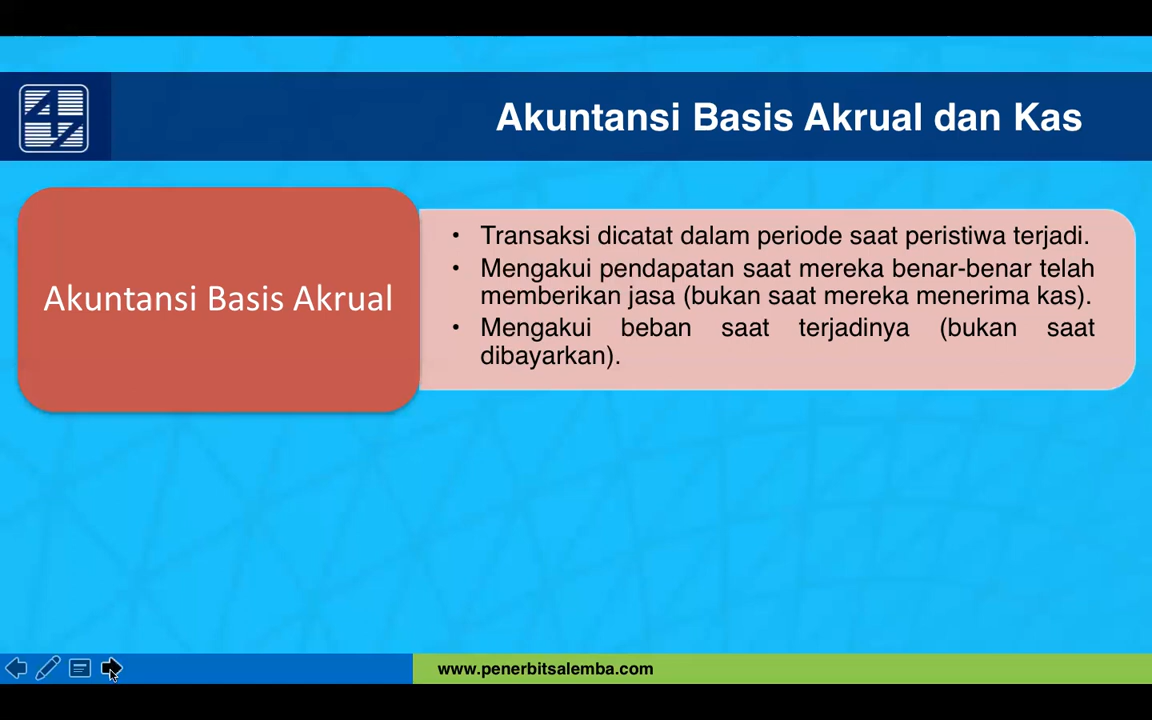 Akuntansi Basis Akrual dan Kas
Akuntansi Basis Akrual
• Transaksi dicatat dalam periode saat peristiwa terjadi.
• Mengakui pendapatan saat mereka benar-benar telah
memberikan jasa (bukan saat mereka menerima kas).
• Mengakui beban saat terjadinya (bukan saat
dibayarkan).
www.penerbitsalemba.com